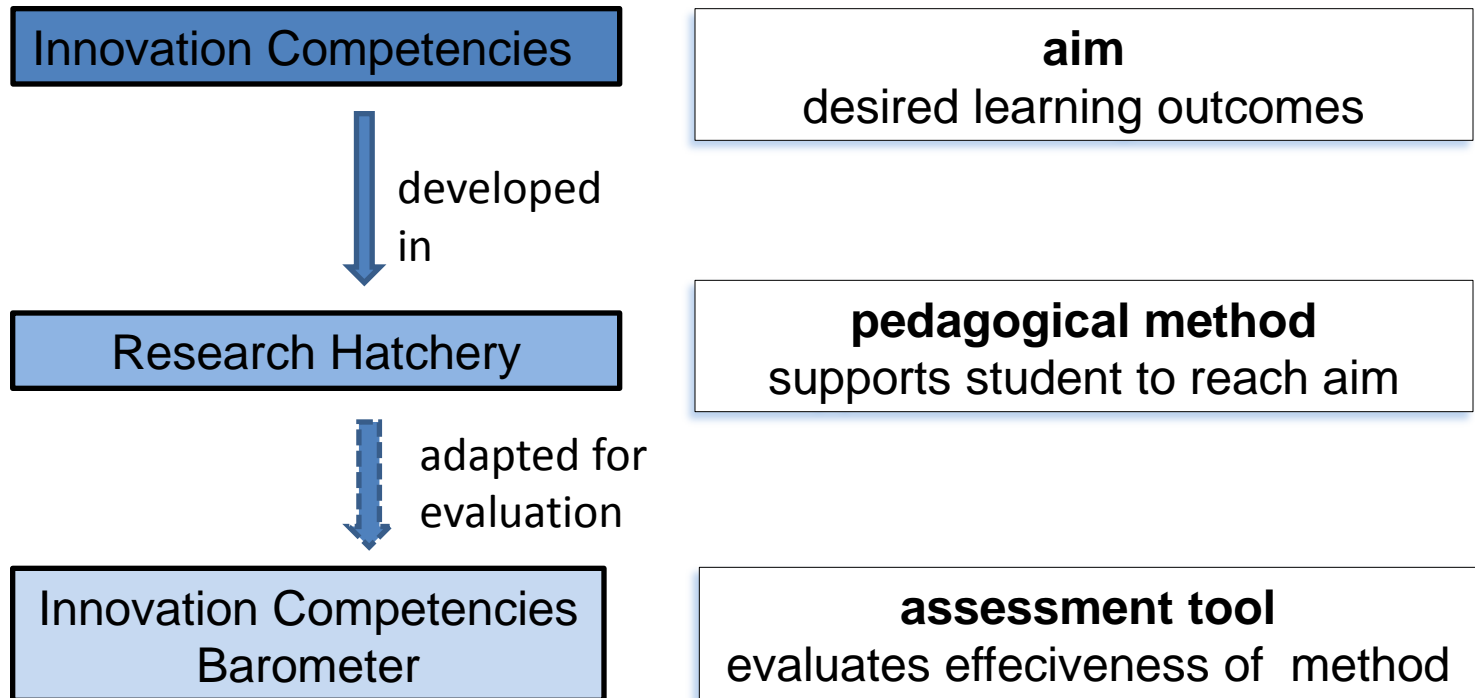 Innovation Competencies
aim
desired learning outcomes
developed
in
Research Hatchery
pedagogical method
supports student to reach aim
adapted for
evaluation
Innovation Competencies
Barometer
assessment tool
evaluates effeciveness of method